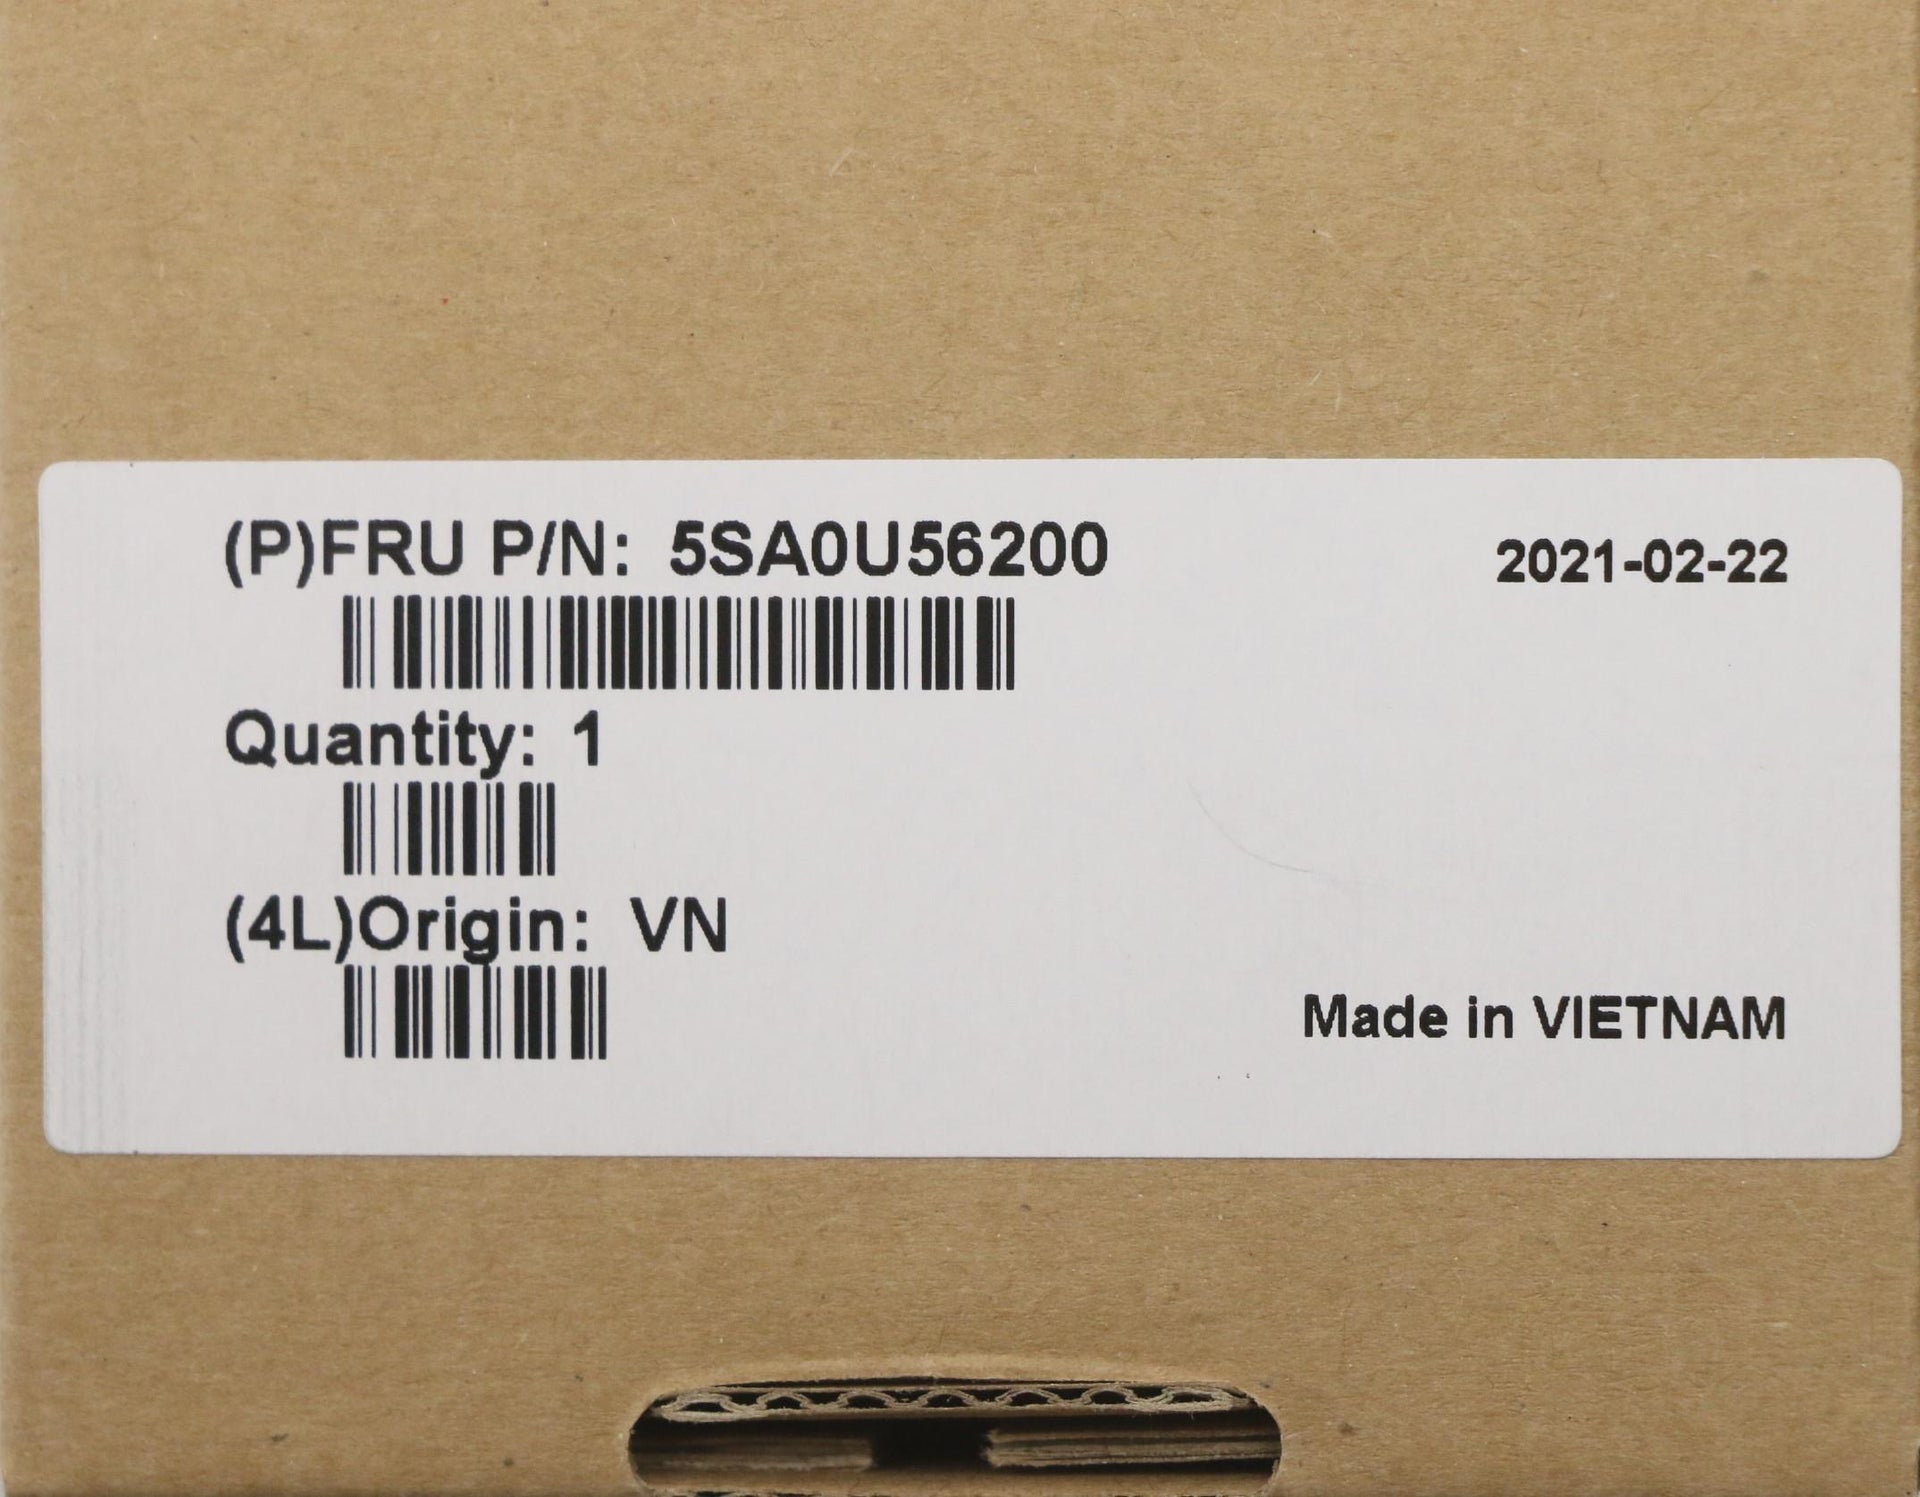 (P)FRU P/N: 5SA0U56200
2021-02-22
Quantity: 1
(4L)Origin: VN
Made in VIETNAM